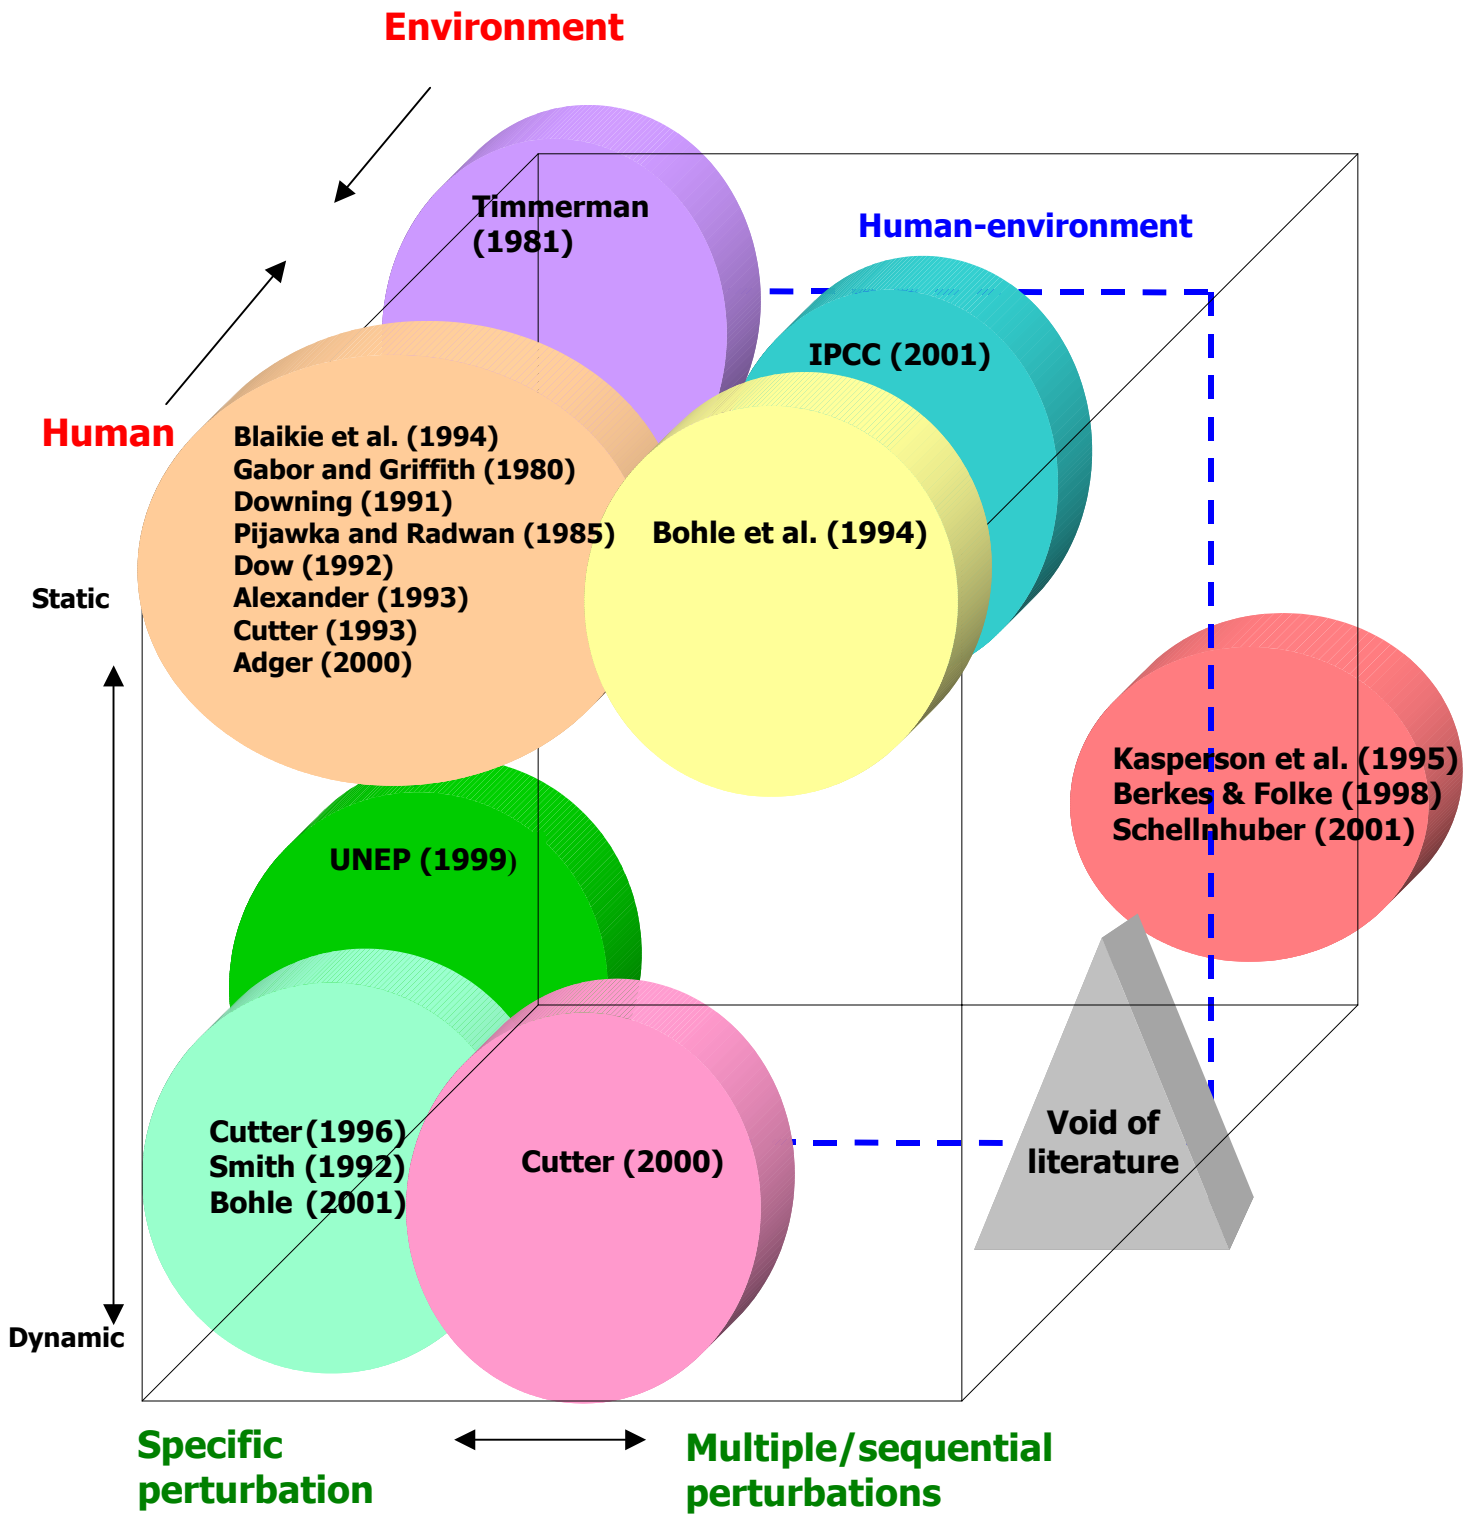 Environment
Timmerman
(1981)
Human-environment
IPCC (2001)
Human
Blaikie et al. (1994)
Gabor and Griffith (1980)
Downing (1991)
Pijawka and Radwan (1985)
Dow (1992)
Alexander (1993)
Cutter (1993)
Adger (2000)
Bohle et al. (1994)
Static
Kasperson et al. (1995)
Berkes & Folke (1998)
Schellnhuber (2001)
UNEP (1999)
Cutter (1996)
Smith (1992)
Bohle (2001)
Cutter (2000)
Void of
literature
Dynamic
Specific
perturbation
Multiple/sequential
perturbations